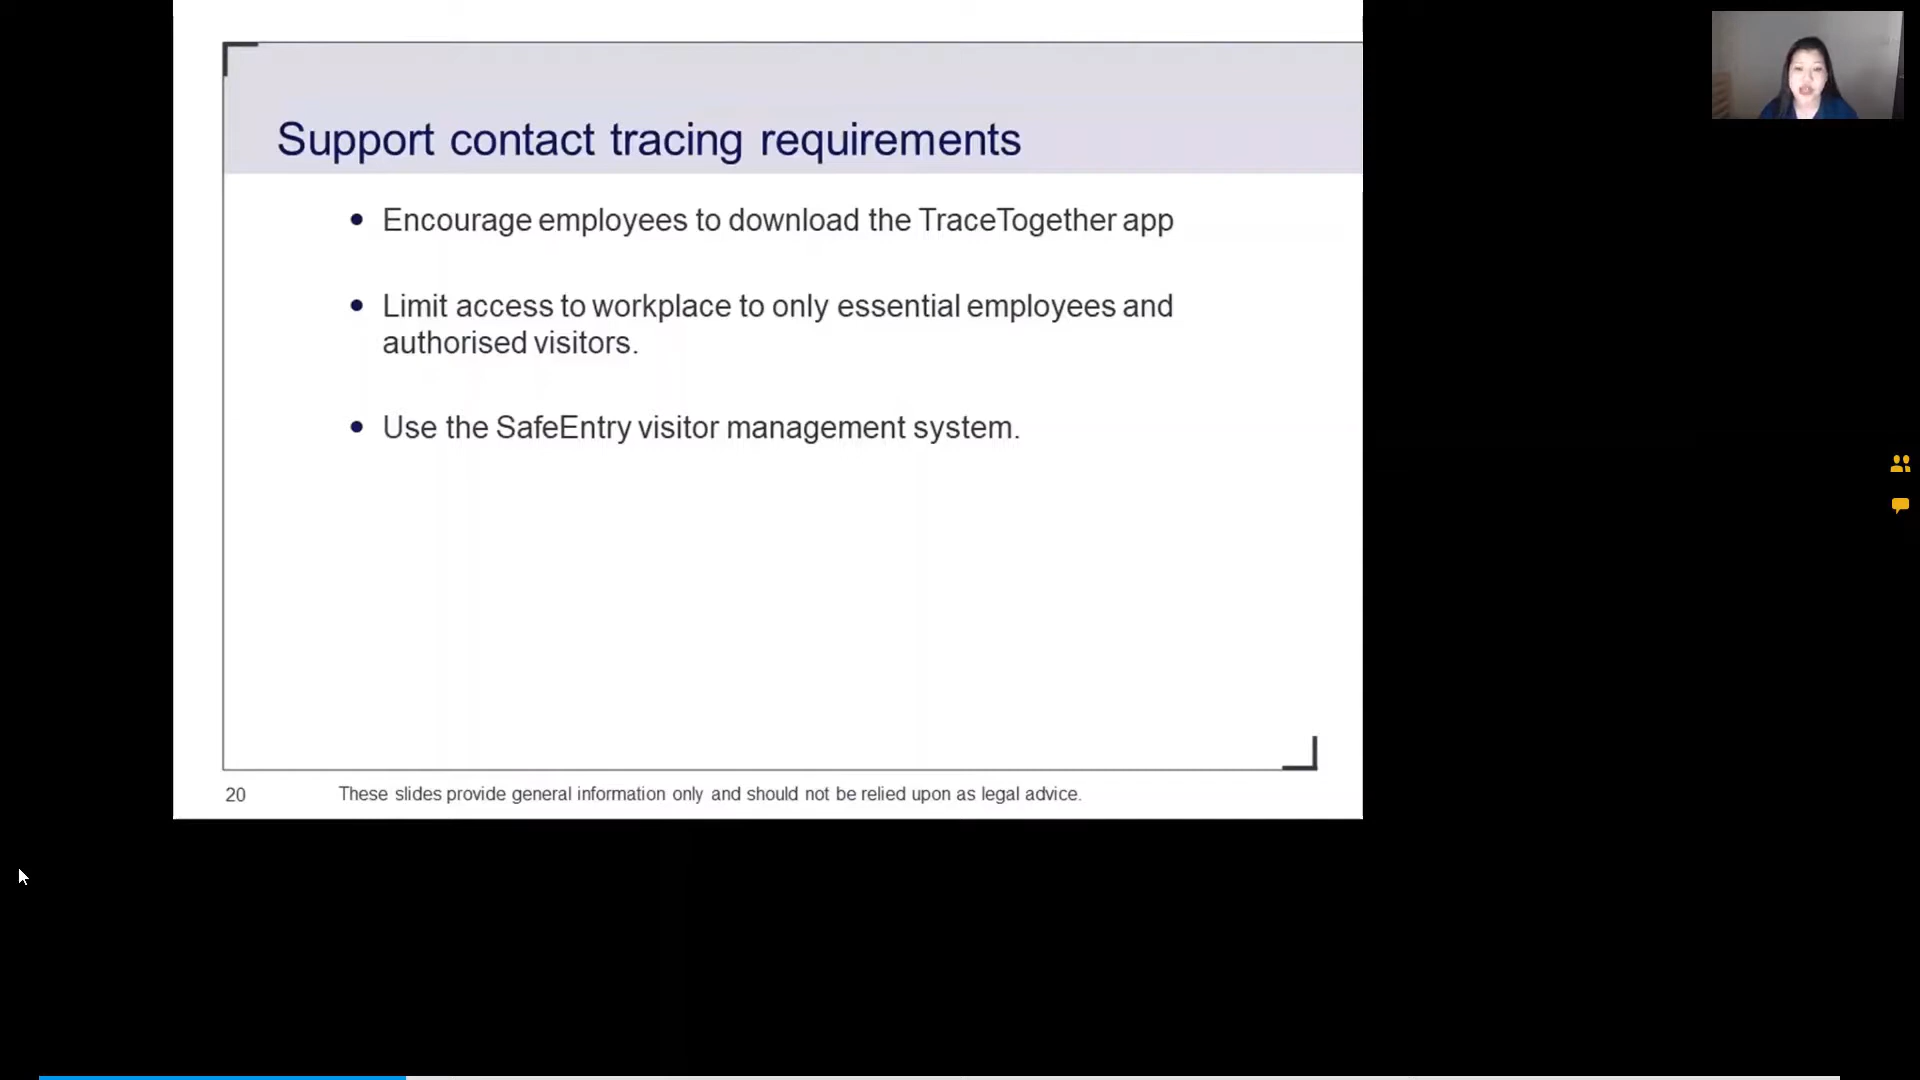 Support contact tracing requirements
Encourage employees to download the TraceTogether app
Limit access to workplace to only essential employees and
authorised visitors.
Use the SafeEntry visitor management system.
20
These slides provide general information only and should not be relied upon as legal advice.